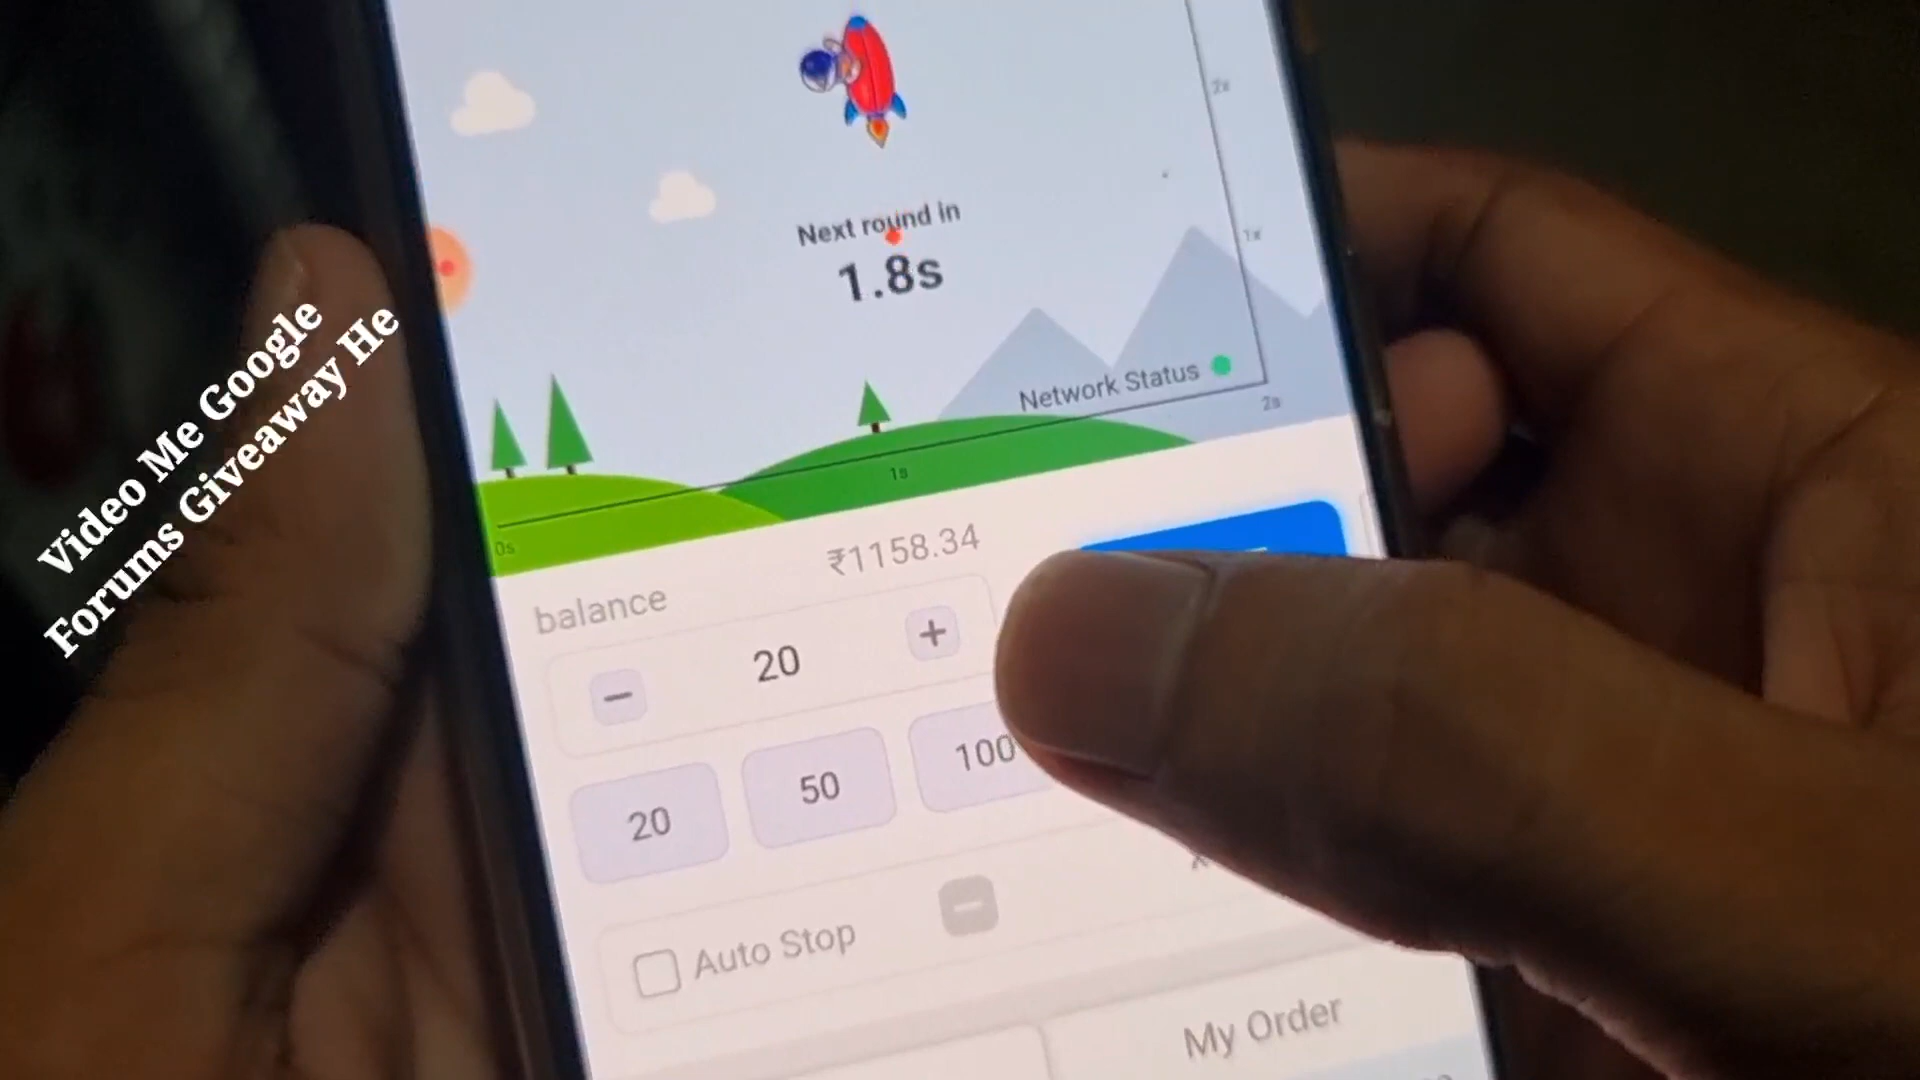 2x
Next round in
1.8s
1x
Network Status
2s
1s
0s
Video Me Google
Forums Giveaway He
balance
₹1158.34
20
20
50
100
Auto Stop
My Order